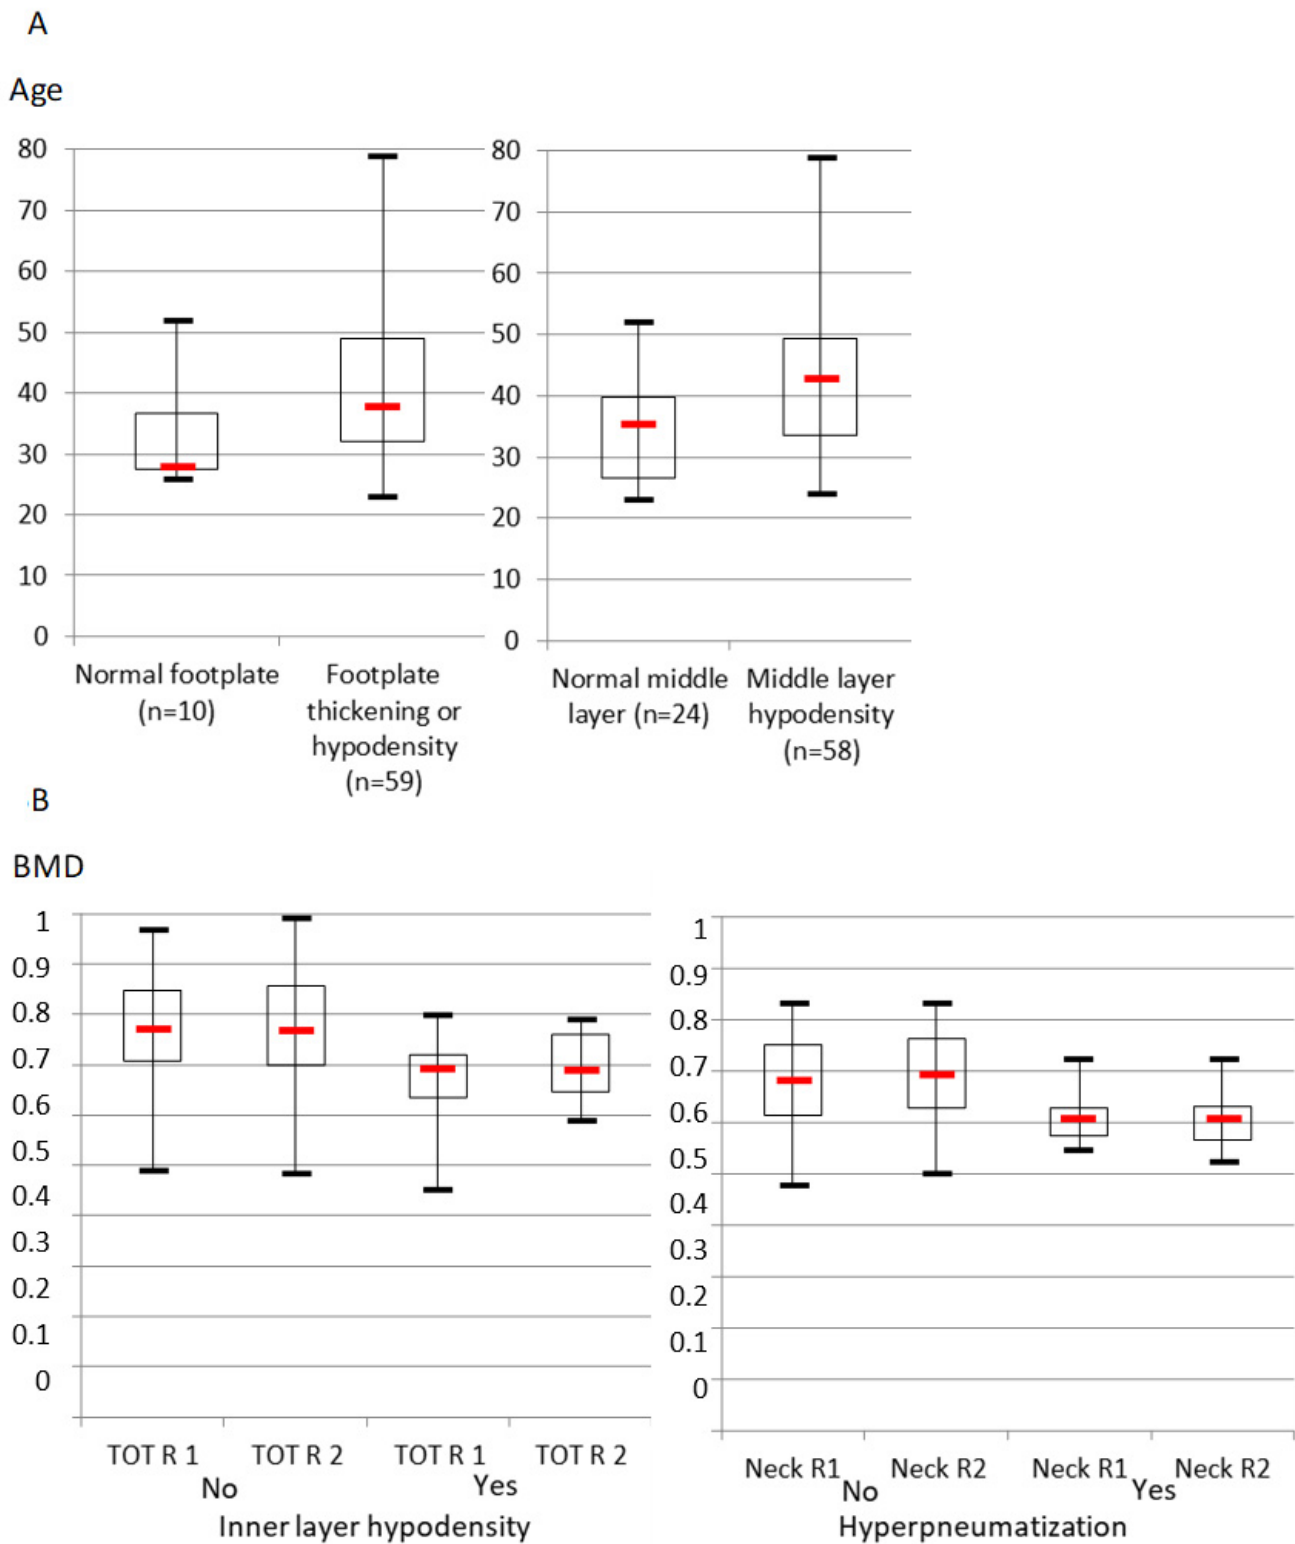 A
Age
80
70
60
50
40
30
20
10
0
Normal footplate
(n=10)
Footplate
thickening or
hypodensity
(n=59)
80
70
60
50
40
30
20
10
0
Normal middle
layer (n=24)
Middle layer
hypodensity
(n=58)
B
BMD
1
0.9
0.8
0.7
0.6
0.5
0.4
0.3
0.2
0.1
0
TOT R 1 TOT R 2 TOT R 1 TOT R 2
No Yes
Inner layer hypodensity
1
0.9
0.8
0.7
0.6
0.5
0.4
0.3
0.2
0.1
0
Neck R1 Neck R2 Neck R1 Neck R2
No Yes
Hyperpneumatization